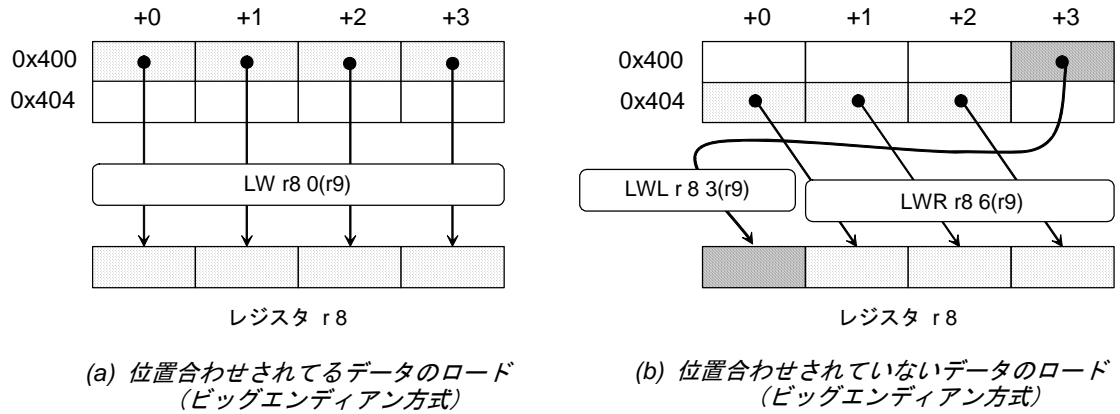 +0 +1 +2 +3
0x400
0x404
LW r8 0(r9)
レジスタ r 8
(a) 位置合わせされてるデータのロード
（ビッグエンディアン方式）
+0 +1 +2 +3
0x400
0x404
LWL r 8 3(r9)
LWR r8 6(r9)
レジスタ r 8
(b) 位置合わせされていないデータのロード
（ビッグエンディアン方式）